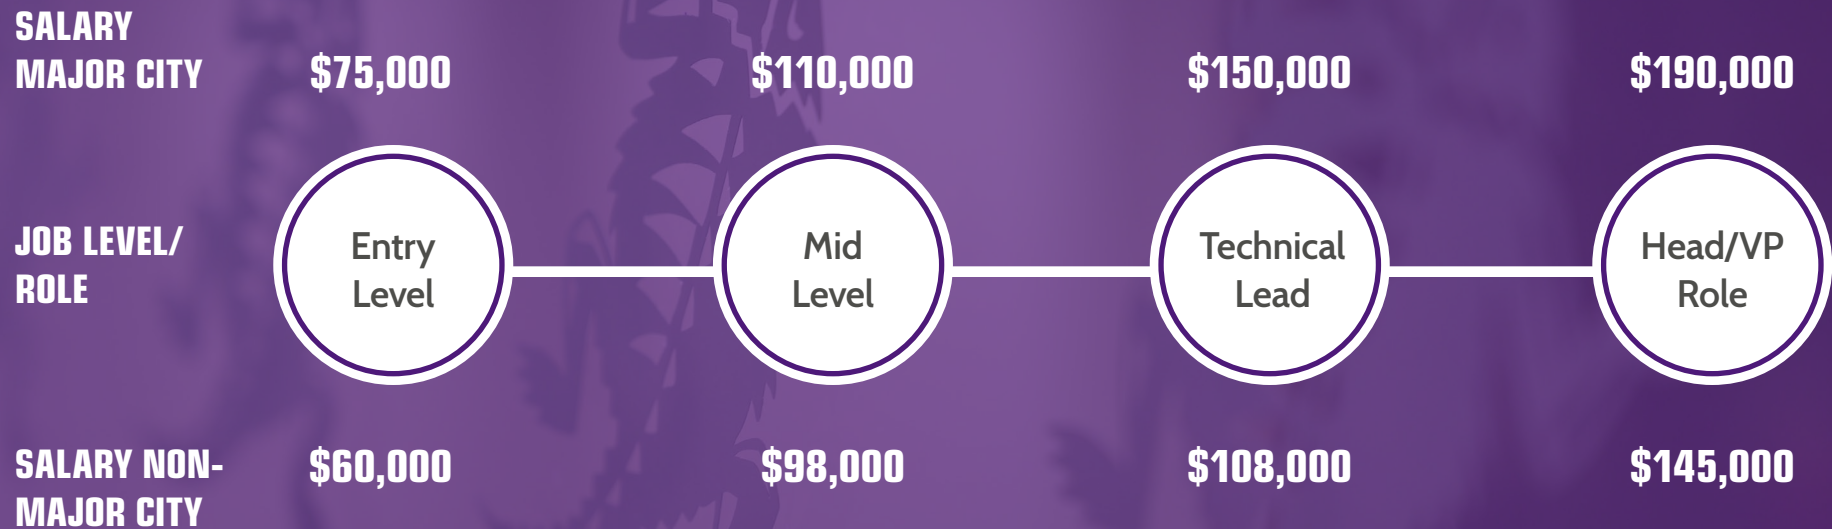 SALARY
MAJOR CITY
$75,000
$110,000
$150,000
$190,000
JOB LEVEL/
ROLE
Entry
Level
Mid
Level
Technical
Lead
Head/VP
Role
SALARY NON-
MAJOR CITY
$60,000
$98,000
$108,000
$145,000